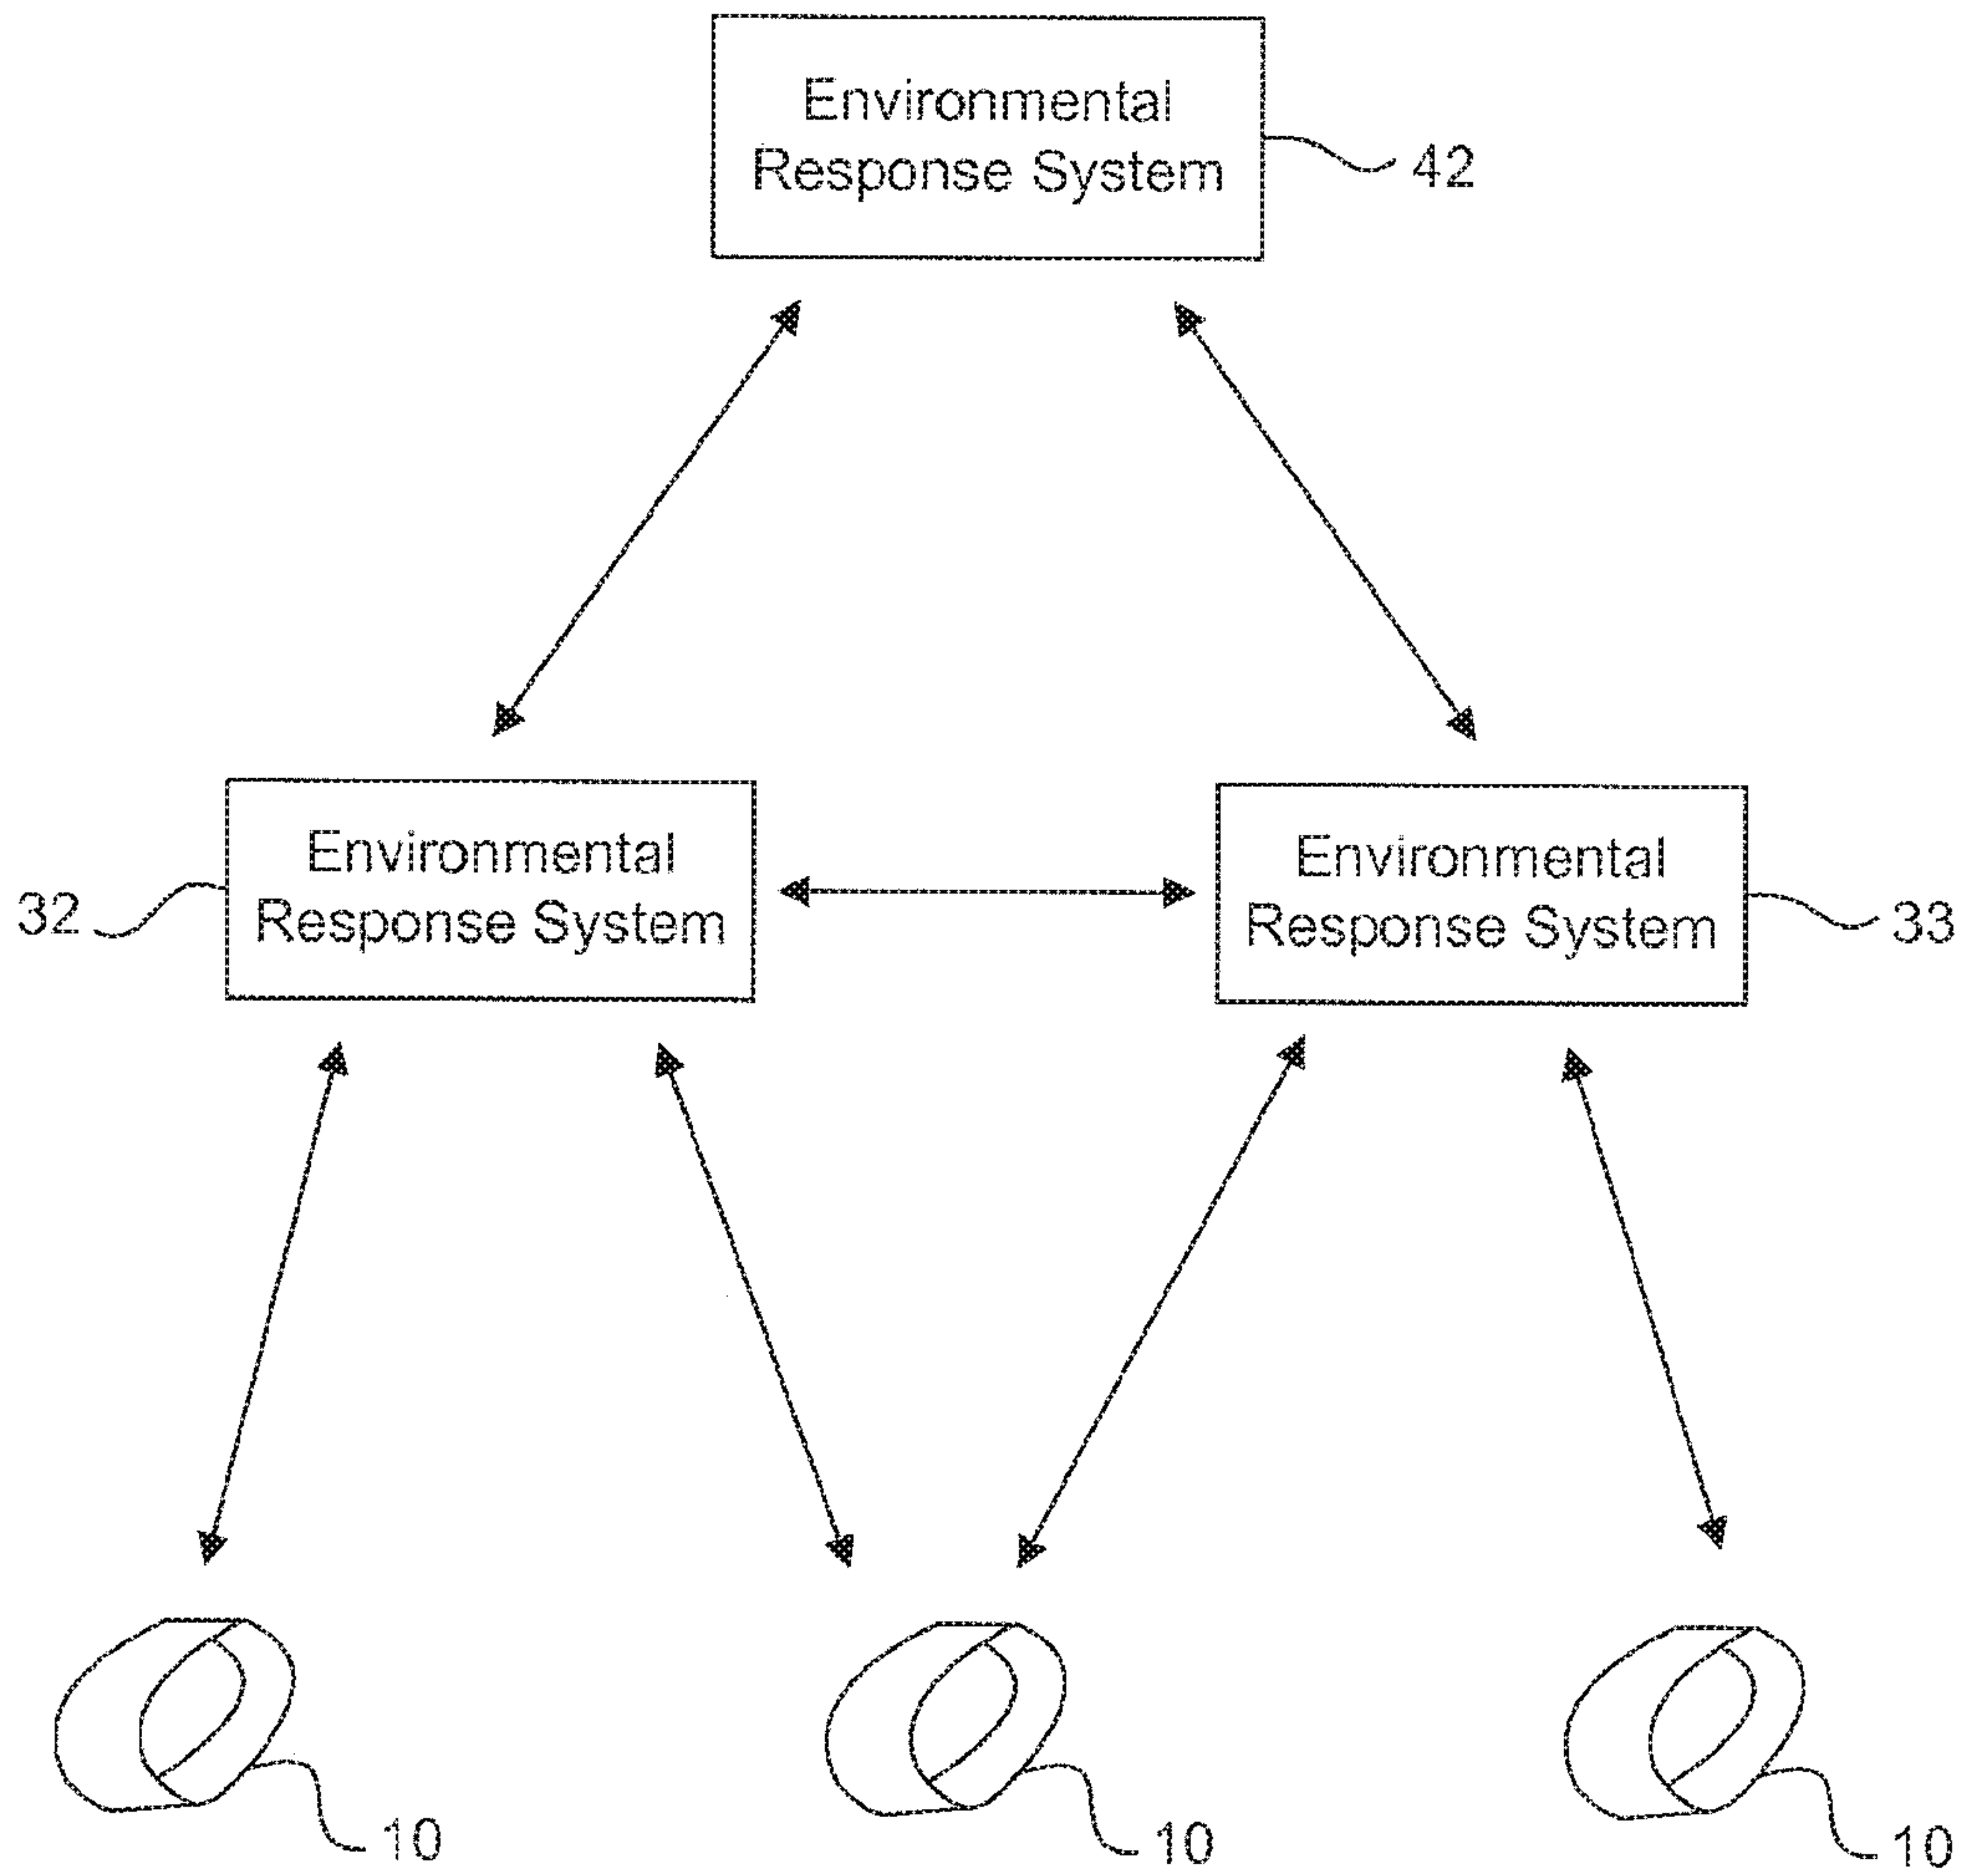 Environmental
Response System
42
Environmental
Response System
32
Environmental
Response System
33
10
10
10